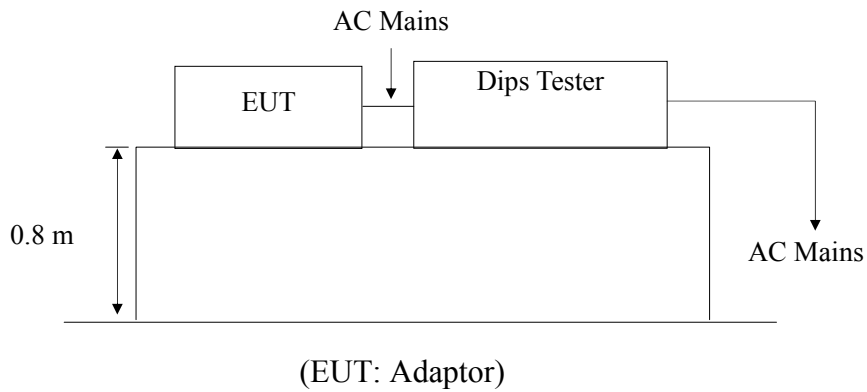 AC Mains
EUT
Dips Tester
0.8 m
AC Mains
(EUT: Adaptor)